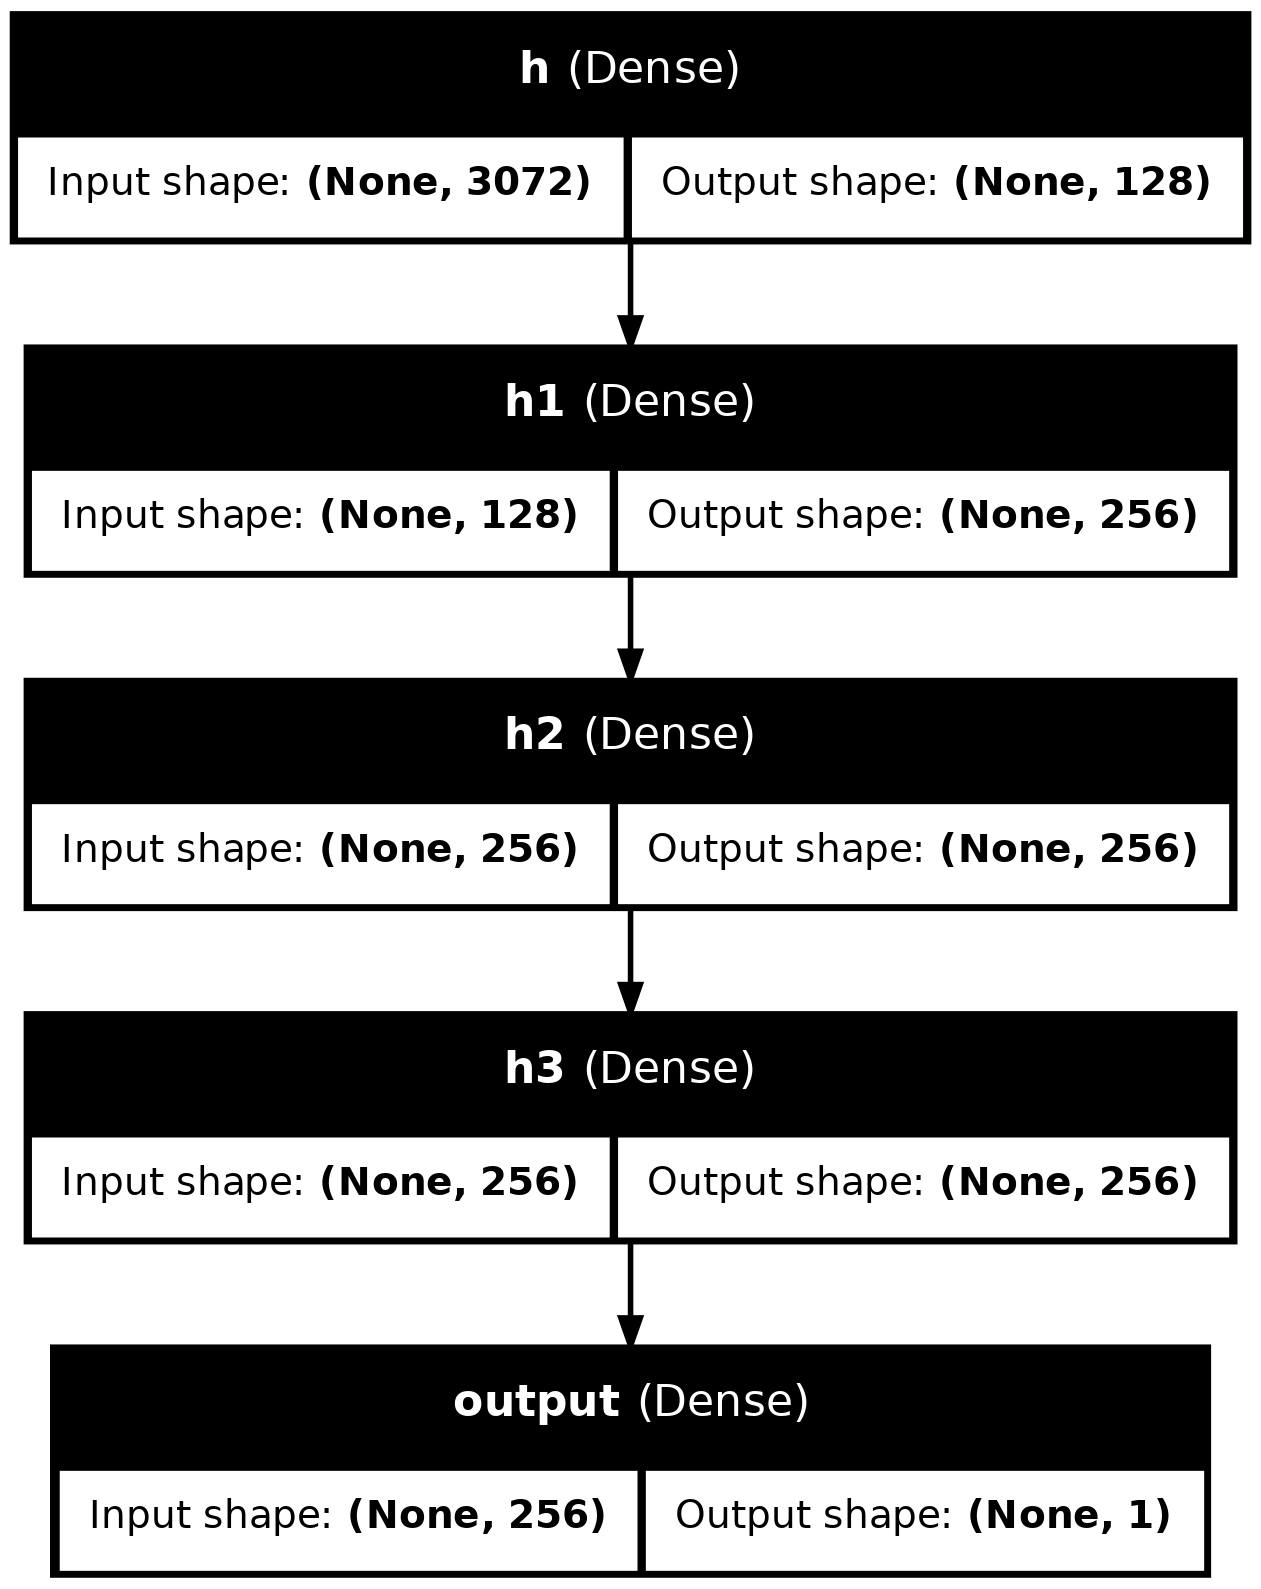 h (Dense)
Input shape: (None, 3072) Output shape: (None, 128)
h1 (Dense)
Input shape: (None, 128) Output shape: (None, 256)
h2 (Dense)
Input shape: (None, 256) Output shape: (None, 256)
h3 (Dense)
Input shape: (None, 256) Output shape: (None, 256)
output (Dense)
Input shape: (None, 256) Output shape: (None, 1)